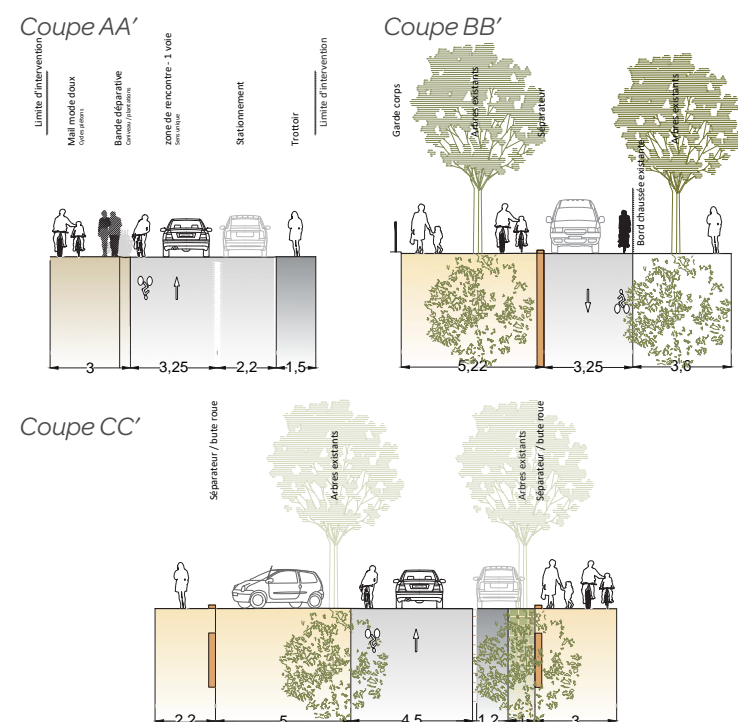 Coupe AA'
Limite d'intervention
Mail mode doux
Cycles piétons
Bande déparative
Caniveau / plantations
zone de rencontre - 1 voie
Sens unique
Stationnement
Trottoir
Limite d'intervention
3
3,25
2,2
1,5
Coupe BB'
Garde corps
Arbres existants
Séparateur
Bord chaussée existante
Arbres existants
5,22
3,25
3,6
Coupe CC'
Séparateur / bute roue
Arbres existants
Arbres existants
Séparateur / bute roue
2,2
5
4,5
1,2
3